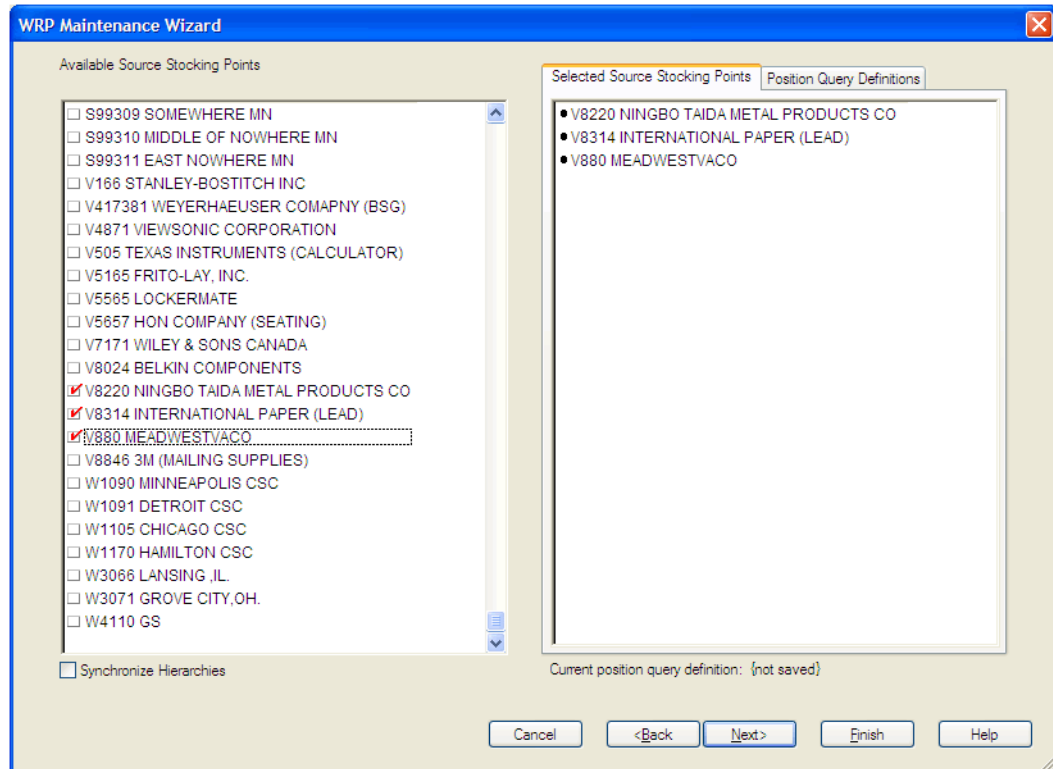 WRP Maintenance Wizard
Available Source Stocking Points
S99309 SOMEWHERE MN
S99310 MIDDLE OF NOWHERE MN
S99311 EAST NOWHERE MN
V166 STANLEY-BOSTITCH INC
V417381 WEYERHAEUSER COMAPNY (BSG)
V4871 VIEWSONIC CORPORATION
V505 TEXAS INSTRUMENTS (CALCULATOR)
V5165 FRITO-LAY, INC.
V5565 LOCKERMATE
V5657 HON COMPANY (SEATING)
V7171 WILEY & SONS CANADA
V8024 BELKIN COMPONENTS
V8220 NINGBO TAIDA METAL PRODUCTS CO
V8314 INTERNATIONAL PAPER (LEAD)
V880 MEADWESTVACO
V8846 3M (MAILING SUPPLIES)
W1090 MINNEAPOLIS CSC
W1091 DETROIT CSC
W1105 CHICAGO CSC
W1170 HAMILTON CSC
W3066 LANSING ,IL.
W3071 GROVE CITY,OH.
W4110 GS
Synchronize Hierarchies
Selected Source Stocking Points Position Query Definitions
V8220 NINGBO TAIDA METAL PRODUCTS CO
V8314 INTERNATIONAL PAPER (LEAD)
V880 MEADWESTVACO
Current position query definition: {not saved}
Cancel <Back Next> Finish Help